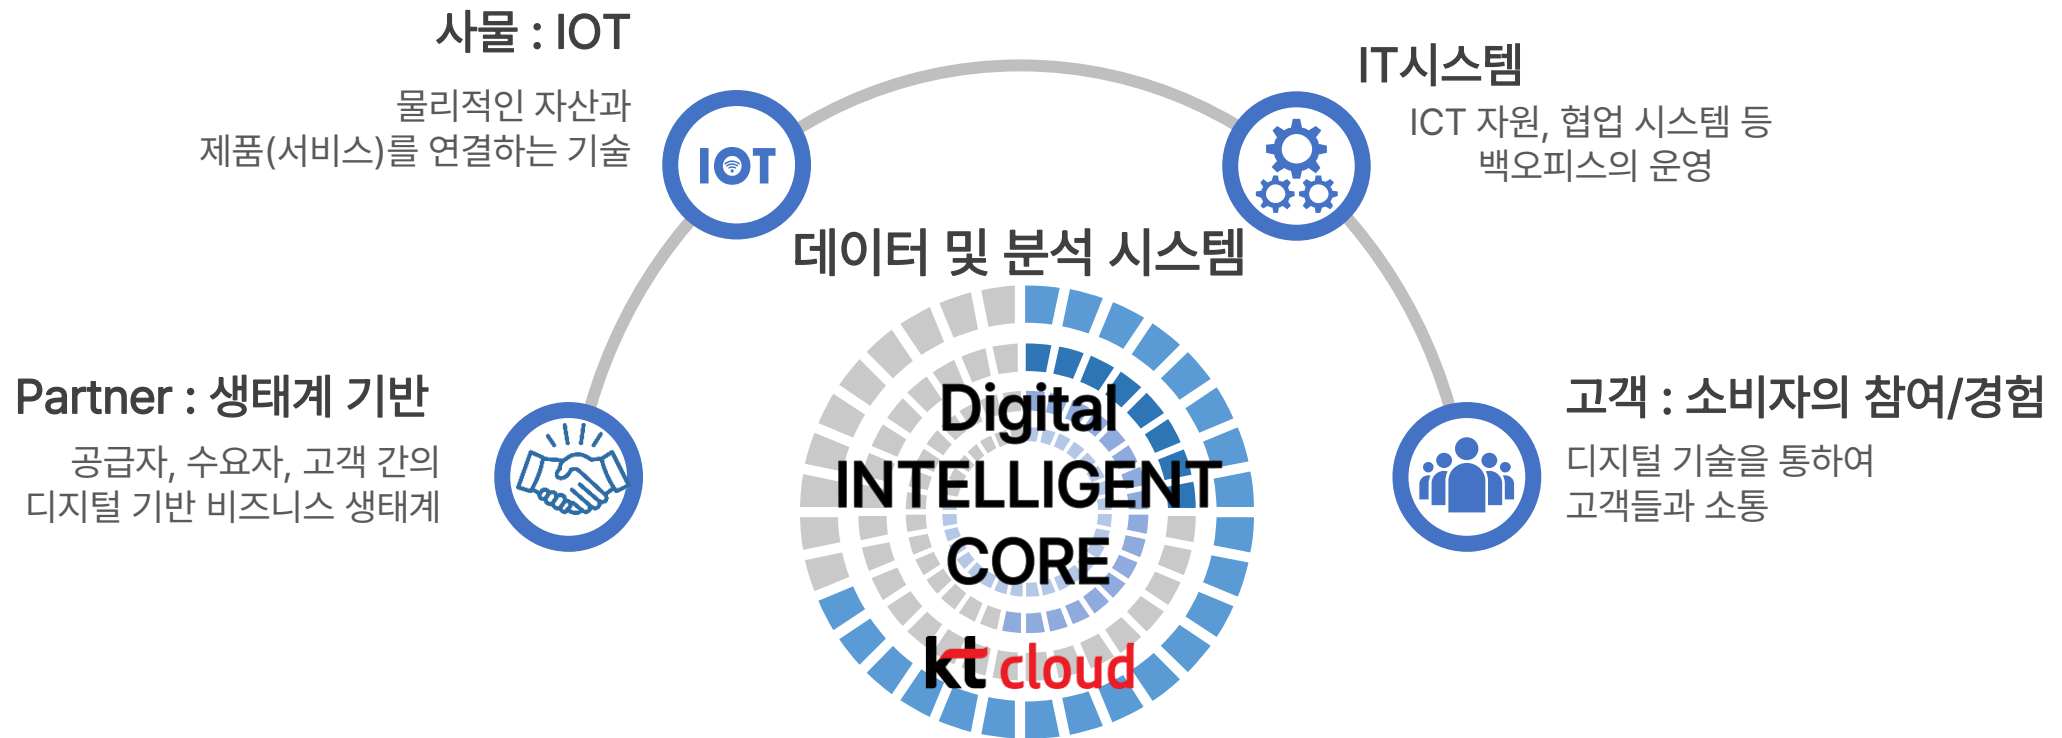 사물 : IOT
물리적인 자산과
제품(서비스)를 연결하는 기술
IOT
IT시스템
ICT 자원, 협업 시스템 등
백오피스의 운영
데이터 및 분석 시스템
Partner : 생태계 기반
공급자, 수요자, 고객 간의
디지털 기반 비즈니스 생태계
Digital
INTELLIGENT
CORE
kt cloud
고객 : 소비자의 참여/경험
디지털 기술을 통하여
고객들과 소통